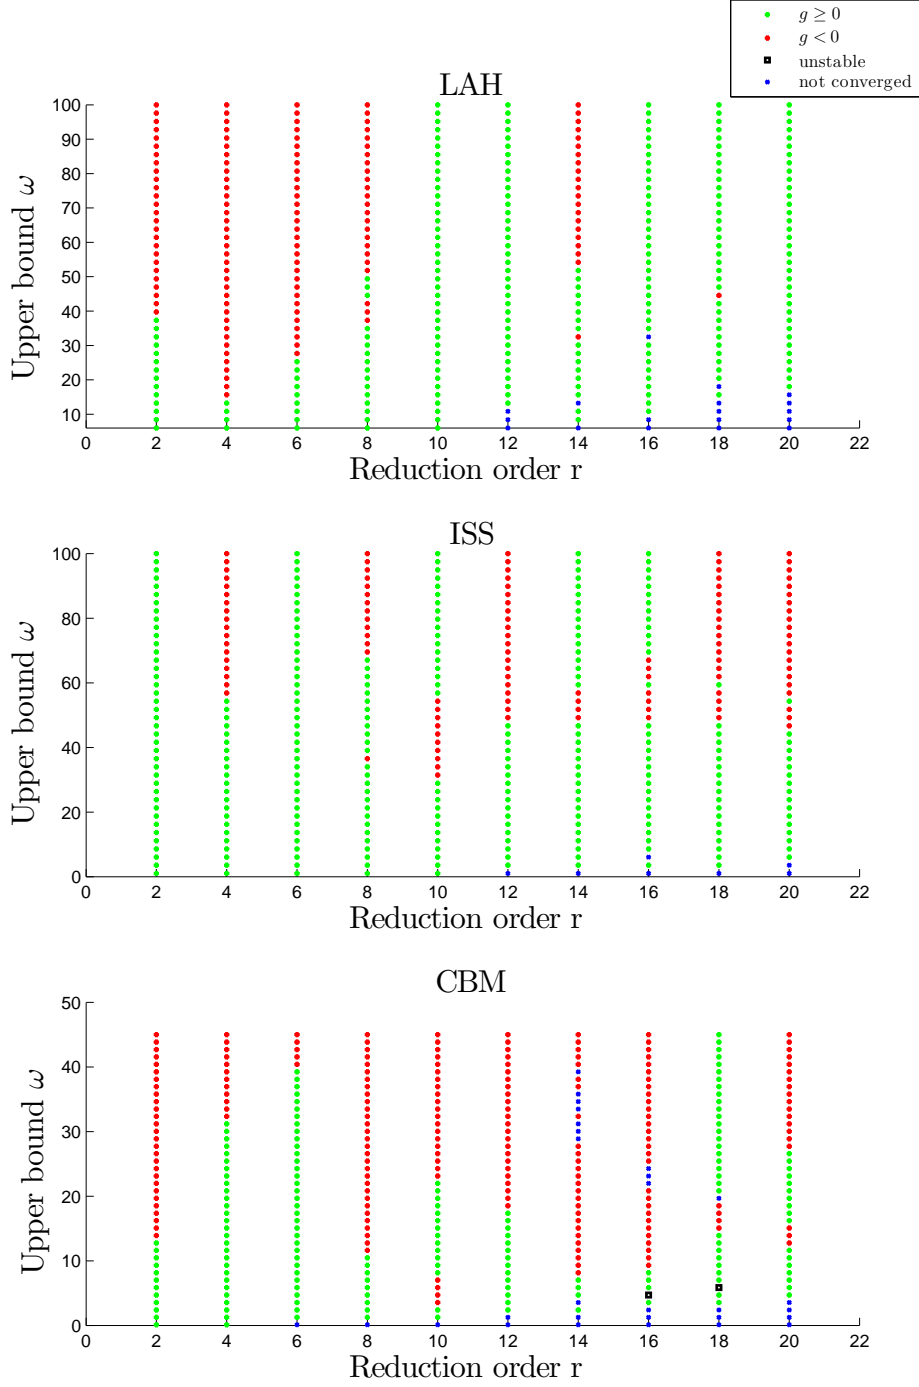 g ≥ 0
g < 0
unstable
not converged
LAH
100
90
80
70
60
50
40
30
20
10
Upper bound ω
0 2 4 6 8 10 12 14 16 18 20 22
Reduction order r
ISS
100
80
60
40
20
0
Upper bound ω
0 2 4 6 8 10 12 14 16 18 20 22
Reduction order r
CBM
50
40
30
20
10
0
Upper bound ω
0 2 4 6 8 10 12 14 16 18 20 22
Reduction order r